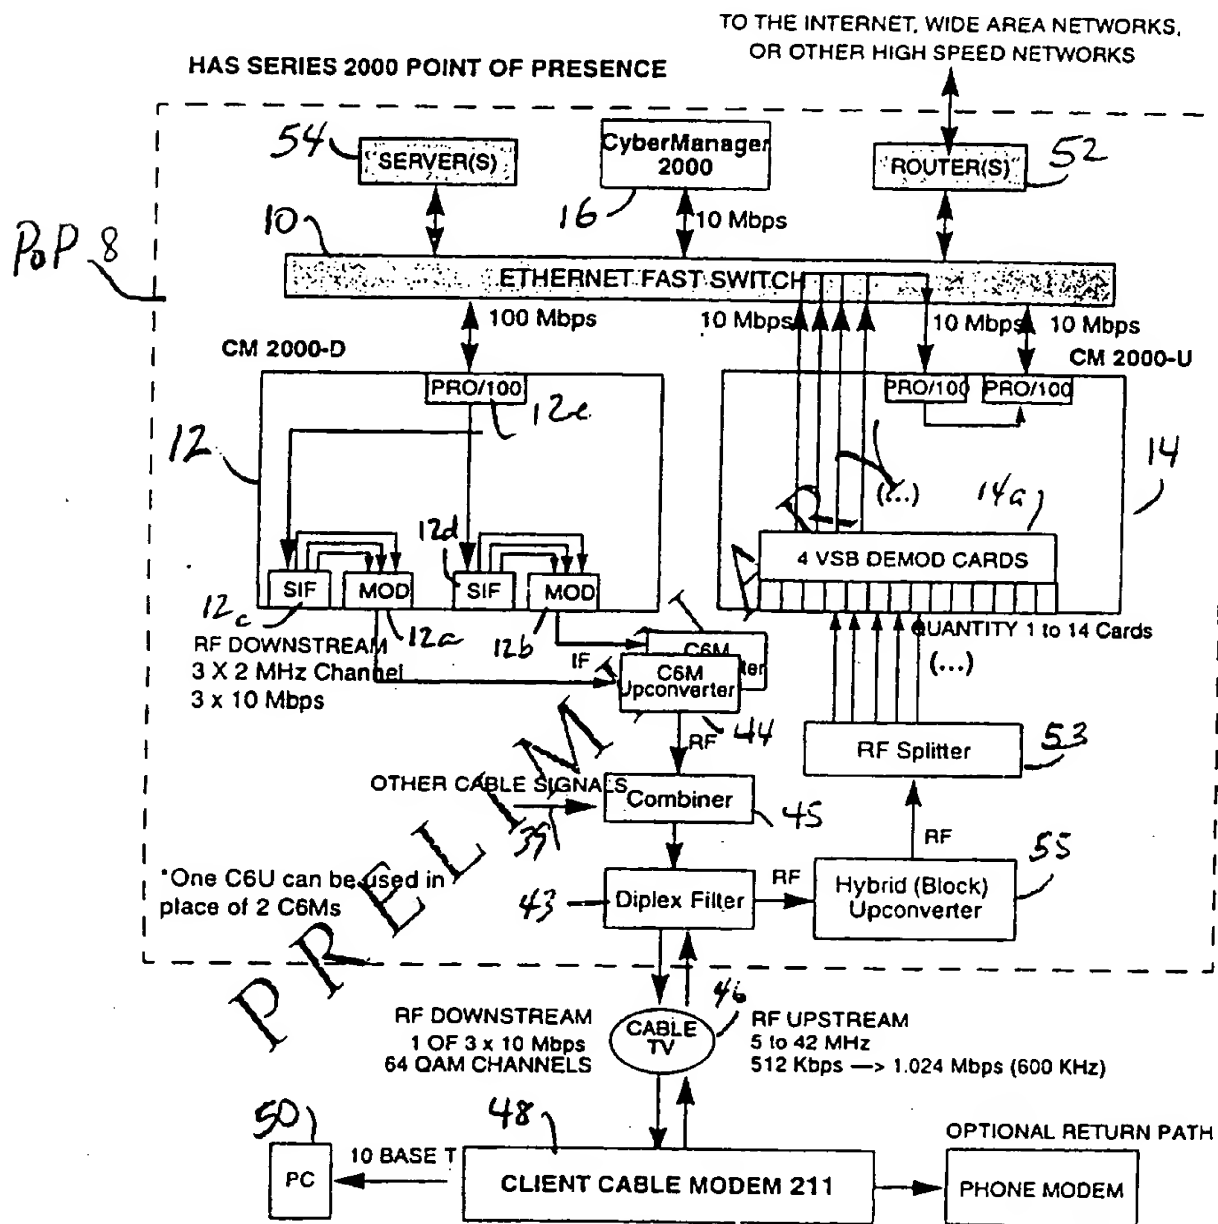 TO THE INTERNET, WIDE AREA NETWORKS,
OR OTHER HIGH SPEED NETWORKS
HAS SERIES 2000 POINT OF PRESENCE
54
SERVER(S)
CyberManager
2000
16
ROUTER(S)
52
10 Mbps
PoP 8
10
ETHERNET FAST SWITCH
100 Mbps
10 Mbps
10 Mbps
10 Mbps
CM 2000-D
CM 2000-U
PRO/100
12e
PRO/100
PRO/100
12
14
(...)
14a
12d
4 VSB DEMOD CARDS
SIF
MOD
SIF
MOD
12c
12a
12b
QUANTITY 1 to 14 Cards
(...)
RF DOWNSTREAM
3 X 2 MHz Channel
3 x 10 Mbps
IF
C6M
C6M
Upconverter
44
RF
RF Splitter
53
OTHER CABLE SIGNALS
39
Combiner
45
RF
55
*One C6U can be used in
place of 2 C6Ms
43
Diplex Filter
RF
Hybrid (Block)
Upconverter
PRELIM
RF DOWNSTREAM
1 OF 3 x 10 Mbps
64 QAM CHANNELS
CABLE
TV
46
RF UPSTREAM
5 to 42 MHz
512 Kbps —> 1.024 Mbps (600 KHz)
50
48
PC
10 BASE T
CLIENT CABLE MODEM 211
OPTIONAL RETURN PATH
PHONE MODEM